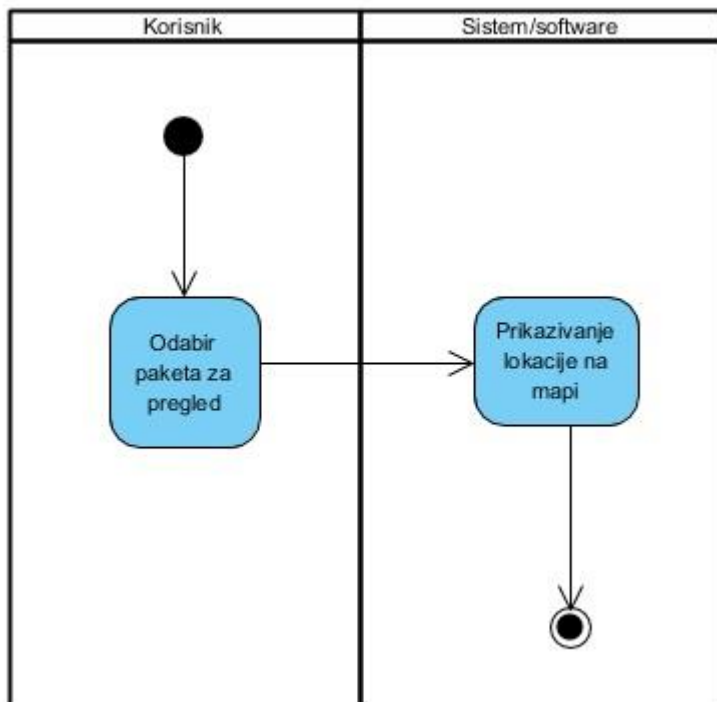 Korisnik
Sistem/software
Odabir
paketa za
pregled
Prikazivanje
lokacije na
mapi